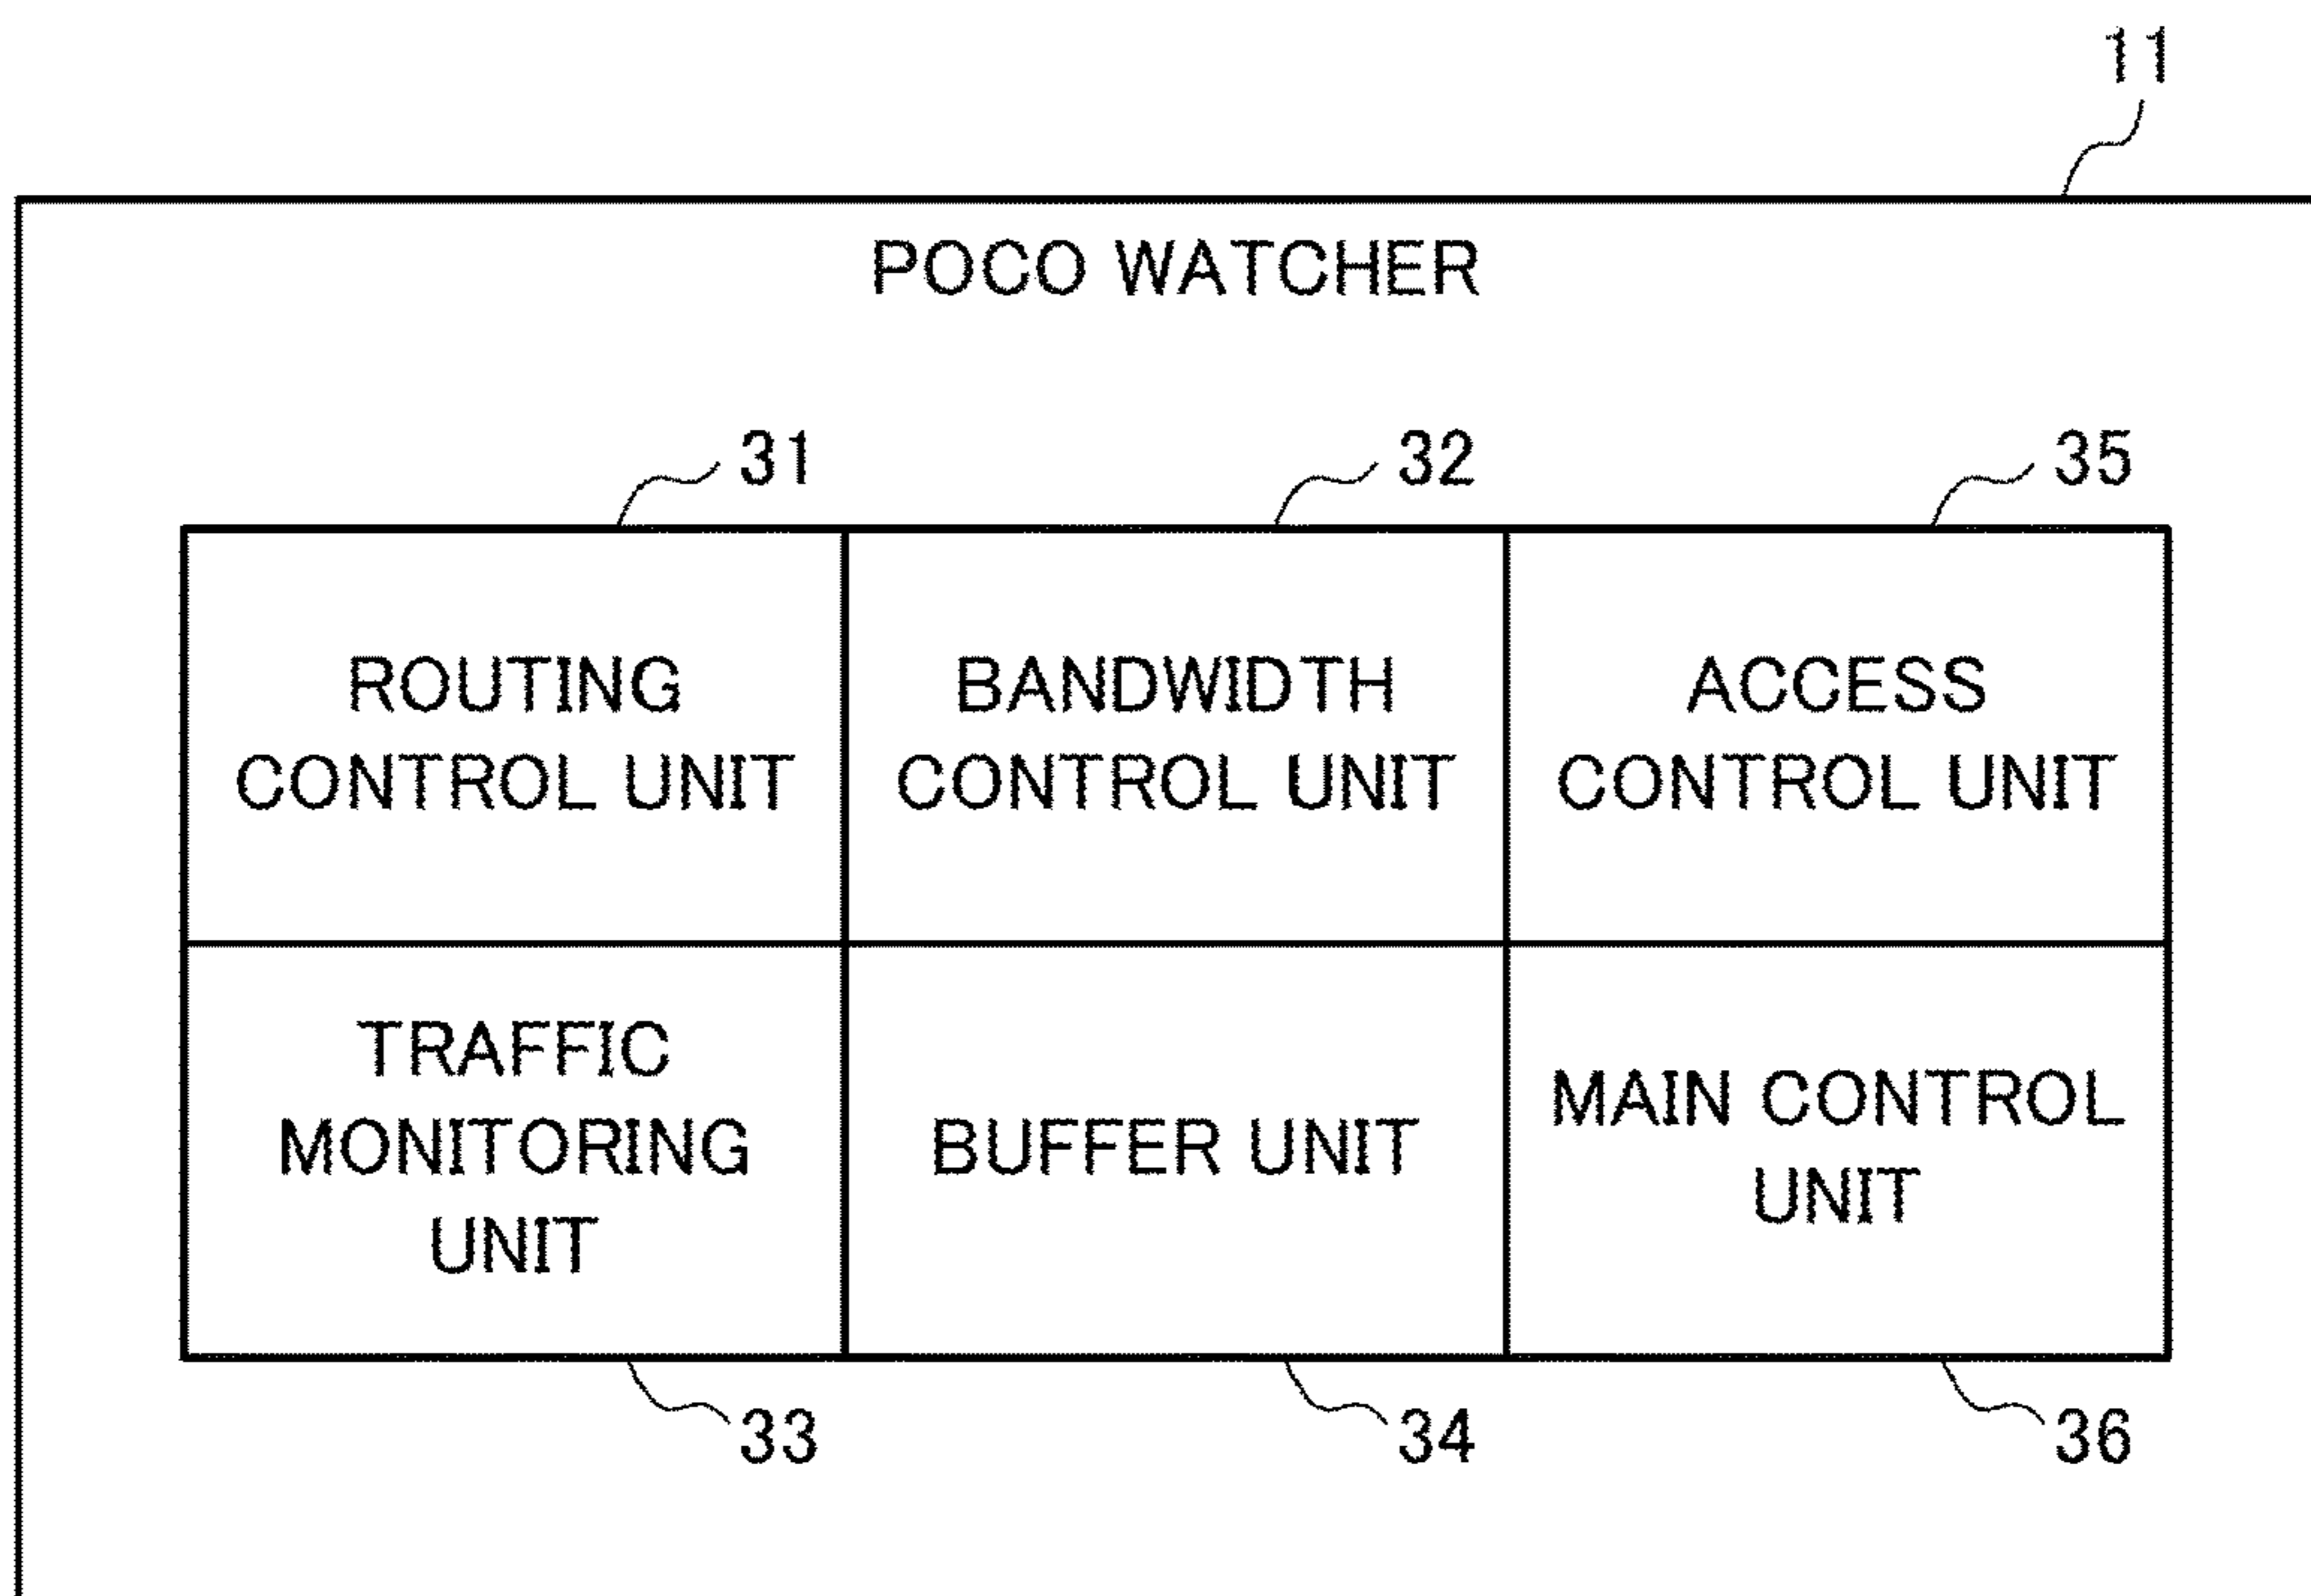 11
POCO WATCHER
31
32
35
ROUTING
CONTROL UNIT
BANDWIDTH
CONTROL UNIT
ACCESS
CONTROL UNIT
TRAFFIC
MONITORING
UNIT
BUFFER UNIT
MAIN CONTROL
UNIT
33
34
36